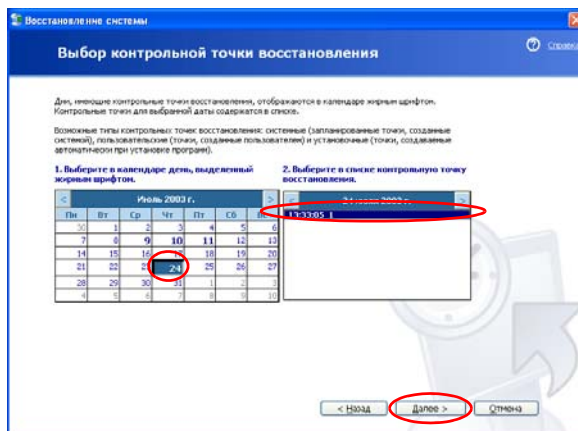 Восстановление системы
Выбор контрольной точки восстановления
Справка
Дни, имеющие контрольные точки восстановления, отображаются в календаре жирным шрифтом.
Контрольные точки для выбранной даты содержатся в списке.
Возможные типы контрольных точек восстановления: системные (запланированные точки, созданные
системой), пользовательские (точки, созданные пользователем) и установочные (точки, создаваемые
автоматически при установке программ).
1. Выберите в календаре день, выделенный
жирным шрифтом.
2. Выберите в списке контрольную точку
восстановления.
< Июль 2003 г. >
< 24 июля 2003 г. >
Пн Вт Ср Чт Пт Сб Вс
13:33:05 1
30 1 2 3 4 5 6
7 8 9 10 11 12 13
14 15 16 17 18 19 20
21 22 23 24 25 26 27
28 29 30 31 1 2 3
4 5 6 7 8 9 10
< Назад
Далее >
Отмена